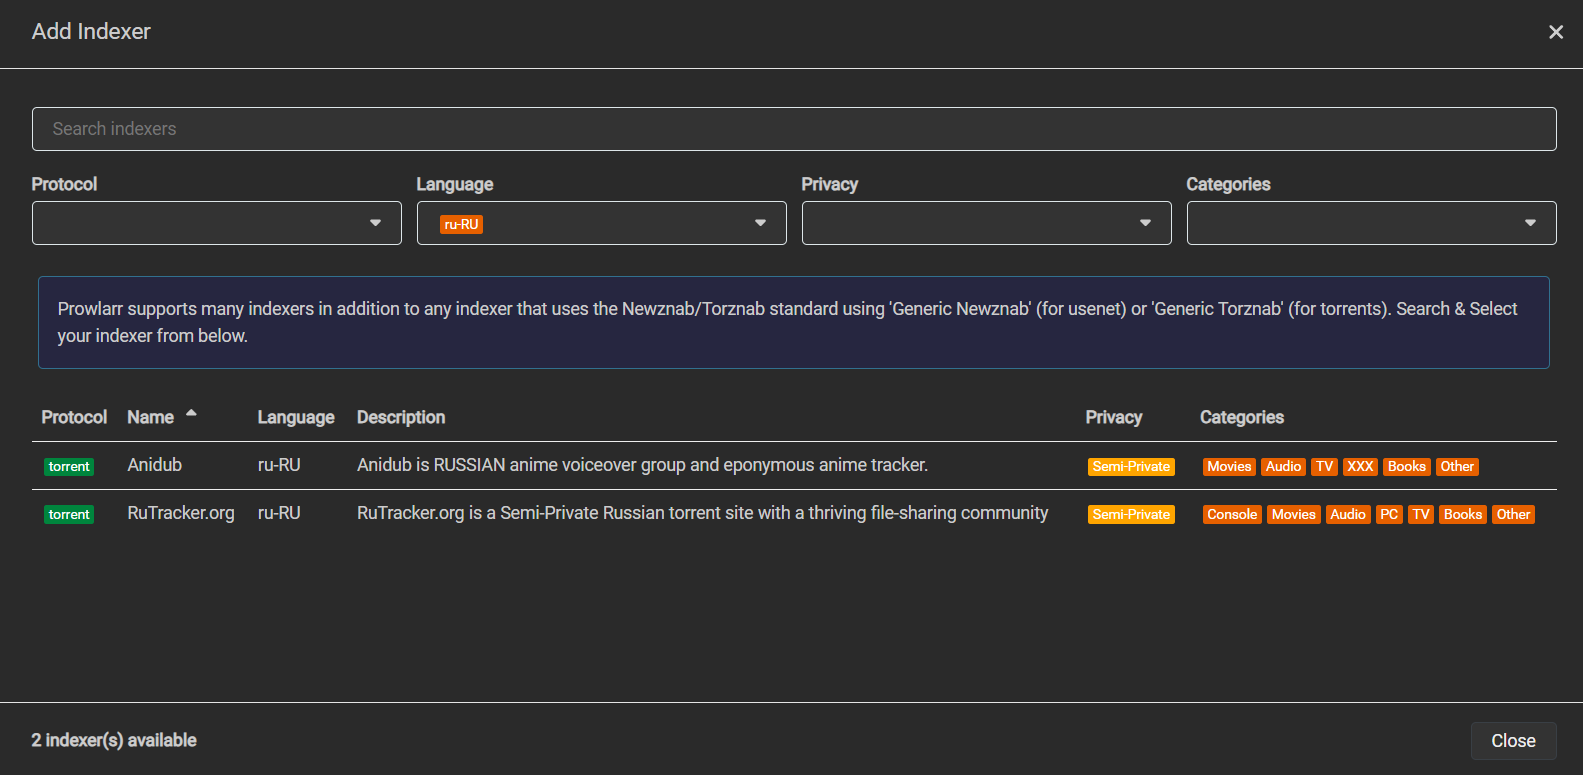 Add Indexer
Search indexers
Protocol Language Privacy Categories
ru-RU
Prowlarr supports many indexers in addition to any indexer that uses the Newznab/Torznab standard using 'Generic Newznab' (for usenet) or 'Generic Torznab' (for torrents). Search & Select
your indexer from below.
Protocol Name Language Description Privacy Categories
torrent Anidub ru-RU Anidub is RUSSIAN anime voiceover group and eponymous anime tracker. Semi-Private Movies Audio TV XXX Books Other
torrent RuTracker.org ru-RU RuTracker.org is a Semi-Private Russian torrent site with a thriving file-sharing community Semi-Private Console Movies Audio PC TV Books Other
2 indexer(s) available Close